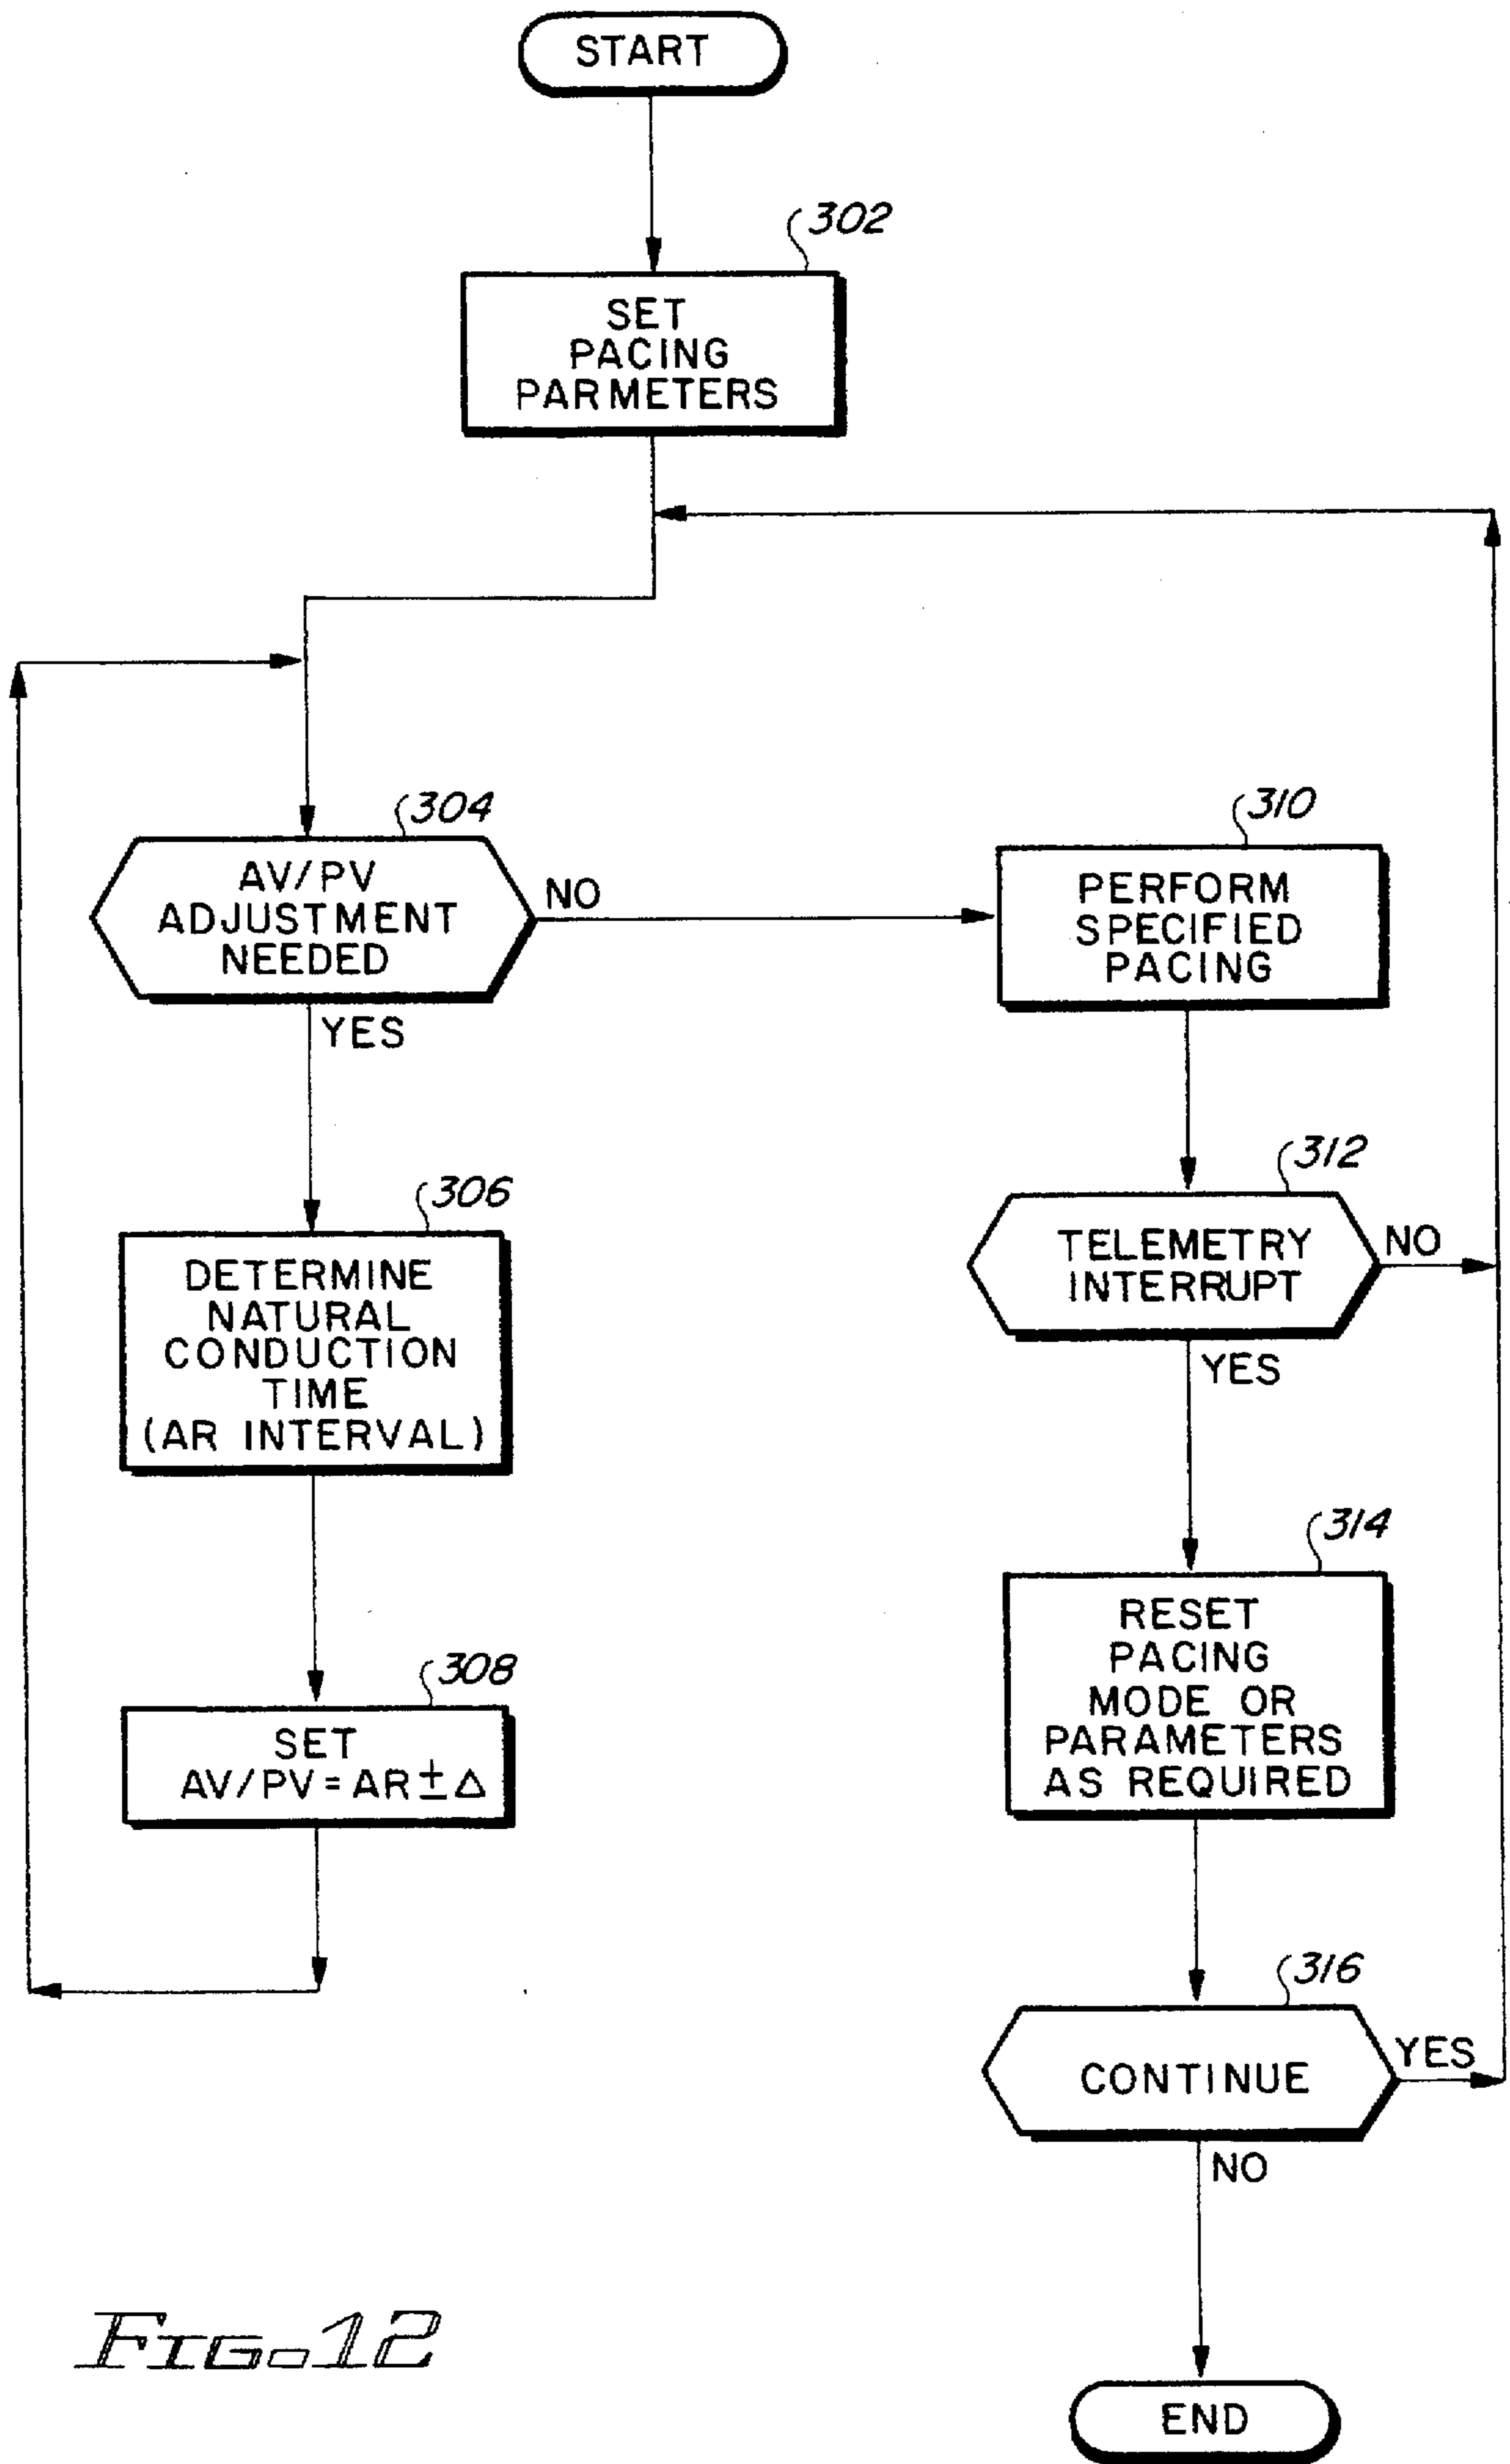 START
302
SET
PACING
PARMETERS
304
AV/PV
ADJUSTMENT
NEEDED
NO
YES
306
DETERMINE
NATURAL
CONDUCTION
TIME
(AR INTERVAL)
308
SET
AV/PV = AR ± Δ
310
PERFORM
SPECIFIED
PACING
312
TELEMETRY
INTERRUPT
NO
YES
314
RESET
PACING
MODE OR
PARAMETERS
AS REQUIRED
316
CONTINUE
YES
NO
END
FIG. 12